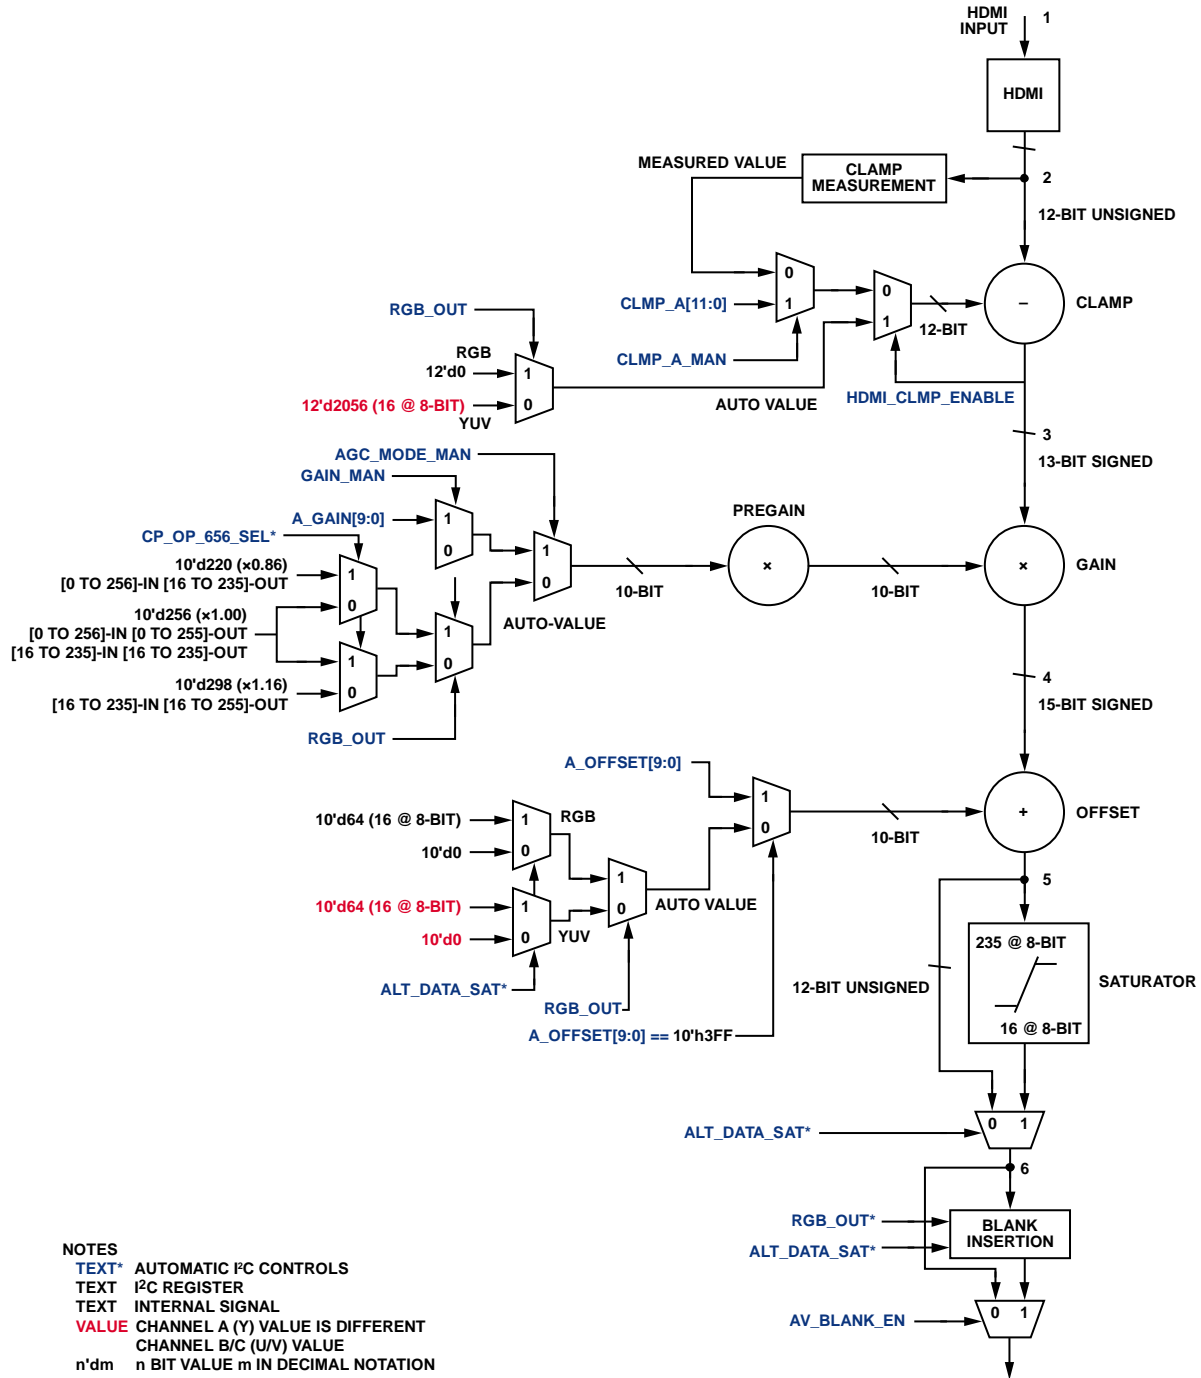 HDMI
INPUT
1
HDMI
MEASURED VALUE
CLAMP
MEASUREMENT
2
12-BIT UNSIGNED
0
1
CLMP_A[11:0]
0
1
12-BIT
–
CLAMP
RGB_OUT
CLMP_A_MAN
RGB
12'd0
1
12'd2056 (16 @ 8-BIT)
0
YUV
AUTO VALUE
HDMI_CLMP_ENABLE
3
13-BIT SIGNED
AGC_MODE_MAN
GAIN_MAN
A_GAIN[9:0]
1
0
PREGAIN
CP_OP_656_SEL*
10'd220 (×0.86)
[0 TO 256]-IN [16 TO 235]-OUT
1
0
1
0
10-BIT
×
10-BIT
×
GAIN
10'd256 (×1.00)
[0 TO 256]-IN [0 TO 255]-OUT
[16 TO 235]-IN [16 TO 235]-OUT
AUTO-VALUE
1
0
1
0
10'd298 (×1.16)
[16 TO 235]-IN [16 TO 255]-OUT
4
15-BIT SIGNED
RGB_OUT
A_OFFSET[9:0]
1
0
10-BIT
+
OFFSET
10'd64 (16 @ 8-BIT)
1
RGB
10'd0
0
1
0
AUTO VALUE
10'd64 (16 @ 8-BIT)
1
10'd0
0
YUV
5
235 @ 8-BIT
16 @ 8-BIT
SATURATOR
12-BIT UNSIGNED
ALT_DATA_SAT*
RGB_OUT
A_OFFSET[9:0] == 10'h3FF
0 1
ALT_DATA_SAT*
6
RGB_OUT*
BLANK
INSERTION
ALT_DATA_SAT*
0 1
AV_BLANK_EN
NOTES
TEXT* AUTOMATIC I²C CONTROLS
TEXT I²C REGISTER
TEXT INTERNAL SIGNAL
VALUE CHANNEL A (Y) VALUE IS DIFFERENT
CHANNEL B/C (U/V) VALUE
n'dm n BIT VALUE m IN DECIMAL NOTATION